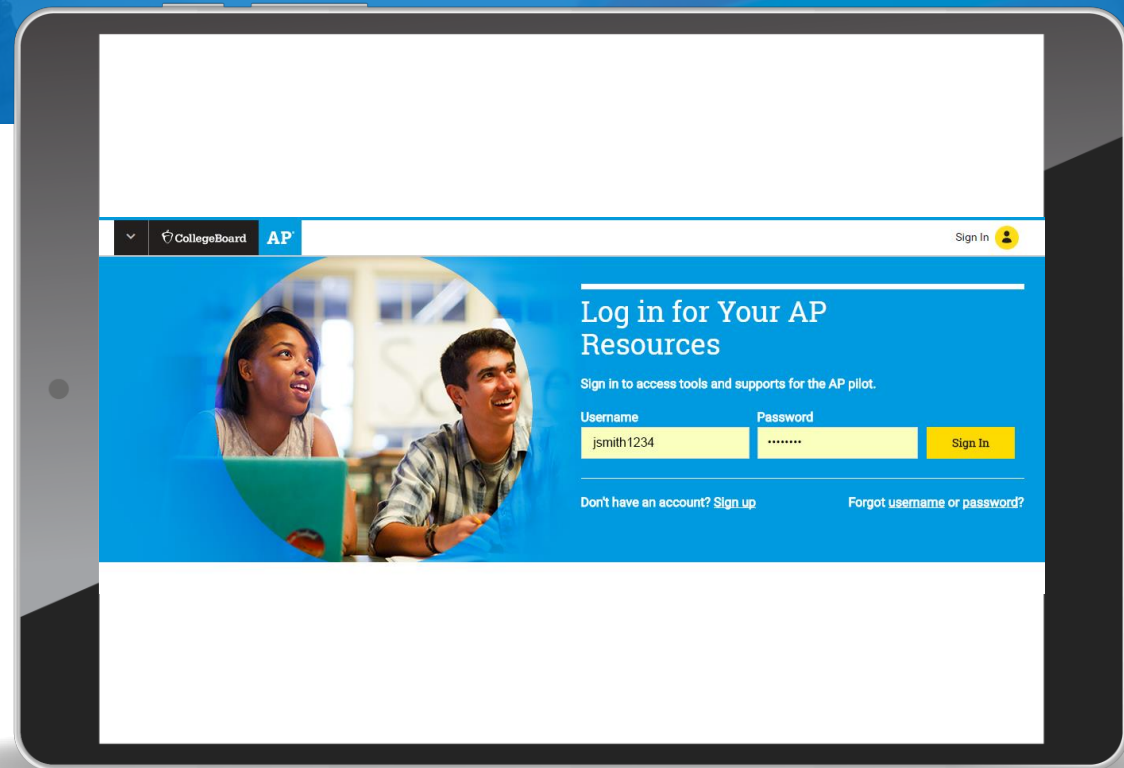 CollegeBoard AP
Sign In
Log in for Your AP
Resources
Sign in to access tools and supports for the AP pilot.
Username Password
jsmith1234 ········ Sign In
Don't have an account? Sign up Forgot username or password?